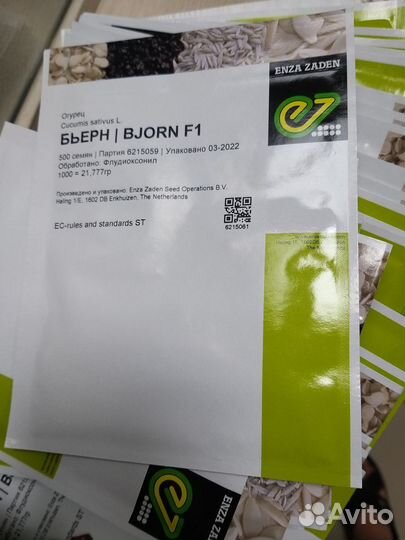 ENZA ZADEN
Огурец
Cucumis sativus L.
БЬЕРН | BJORN F1
500 семян | Партия 6215059 | Упаковано 03-2022
Обработано: Флудиоксонил
1000 = 21,777гр
Произведено и упаковано: Enza Zaden Seed Operations B.V.
Haling 1/E, 1602 DB Enkhuizen, The Netherlands
EC-rules and standards ST
6215061
ENZA ZADEN
Avito